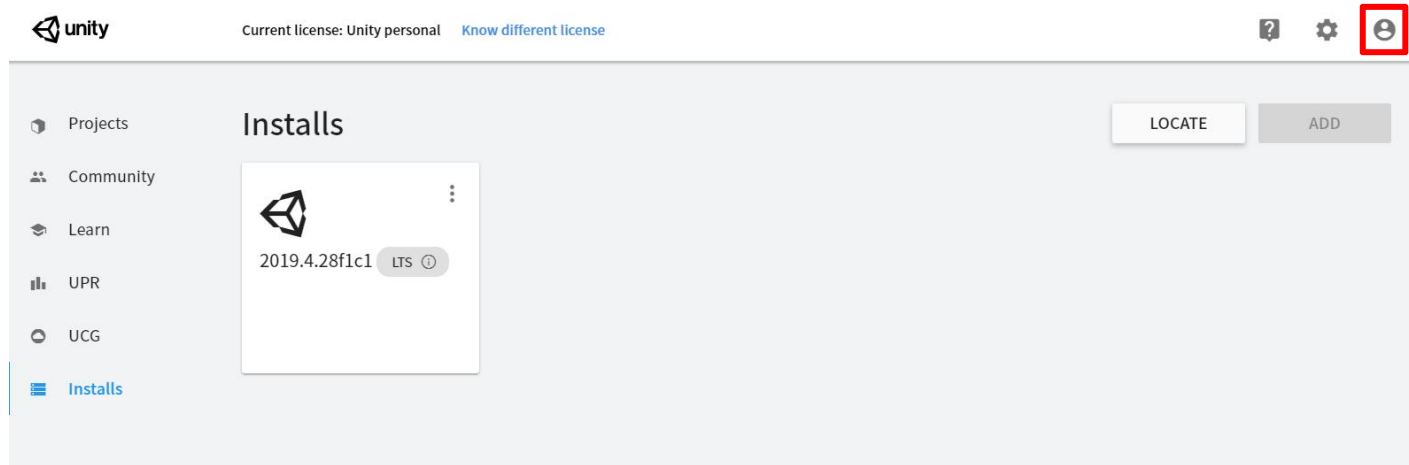 unity
Current license: Unity personal Know different license
Projects
Community
Learn
UPR
UCG
Installs
Installs
LOCATE
ADD
2019.4.28f1c1 LTS